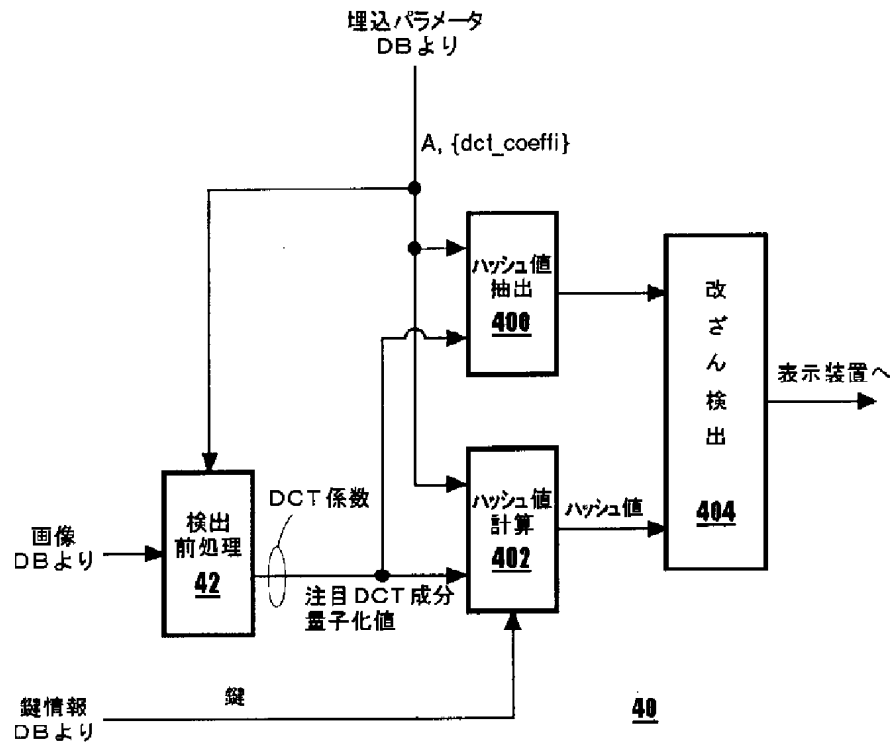 埋込パラメータ
DBより
A, {dct_coeffi}
ハッシュ値
抽出
400
改ざん検出
404
表示装置へ
検出
前処理
42
画像
DBより
DCT係数
注目DCT成分
量子化値
ハッシュ値
計算
402
ハッシュ値
鍵情報
DBより
鍵
40